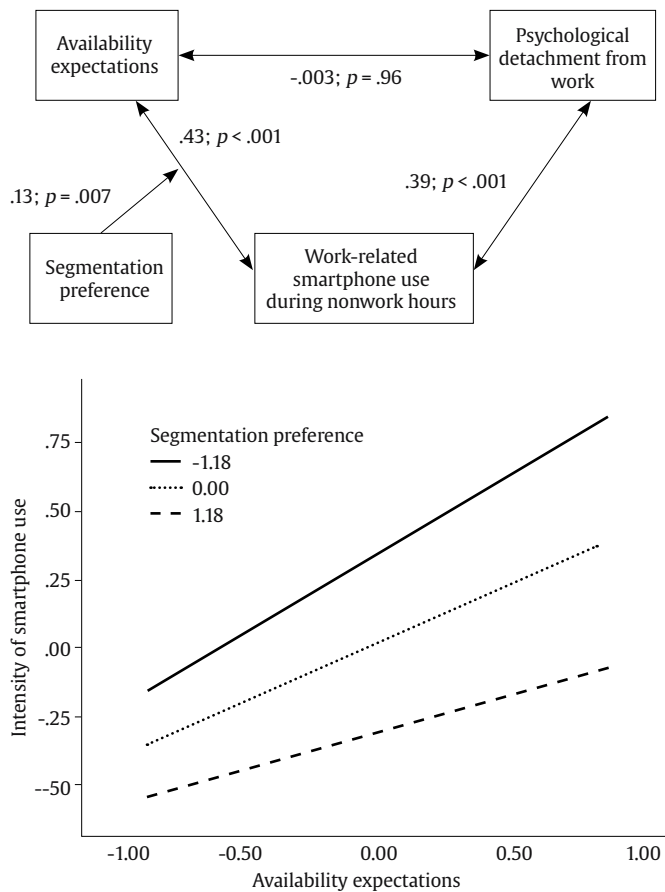 Availability
expectations
Psychological
detachment from
work
-.003; p = .96
.43; p < .001
.39; p < .001
.13; p = .007
Segmentation
preference
Work-related
smartphone use
during nonwork hours
Segmentation preference
-1.18
0.00
1.18
Intensity of smartphone use
.75
.50
.25
.00
-.25
--50
-1.00 -0.50 0.00 0.50 1.00
Availability expectations